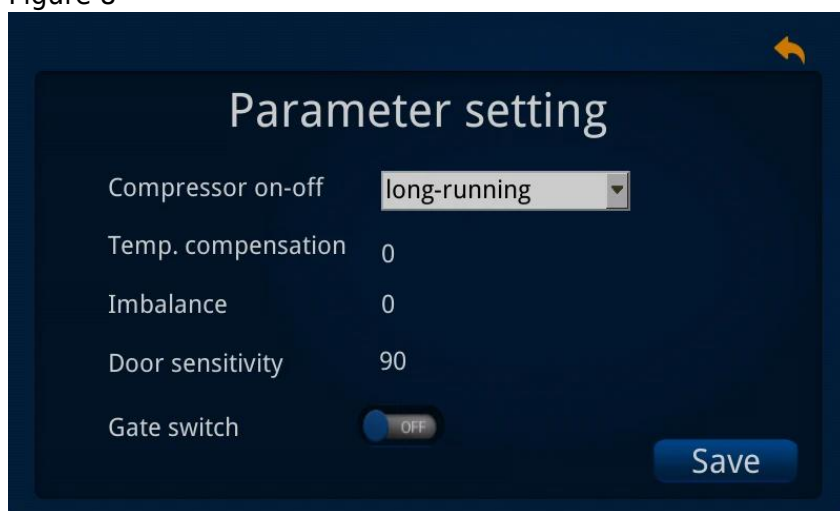 Parameter setting
Compressor on-off long-running
Temp. compensation 0
Imbalance 0
Door sensitivity 90
Gate switch OFF
Save